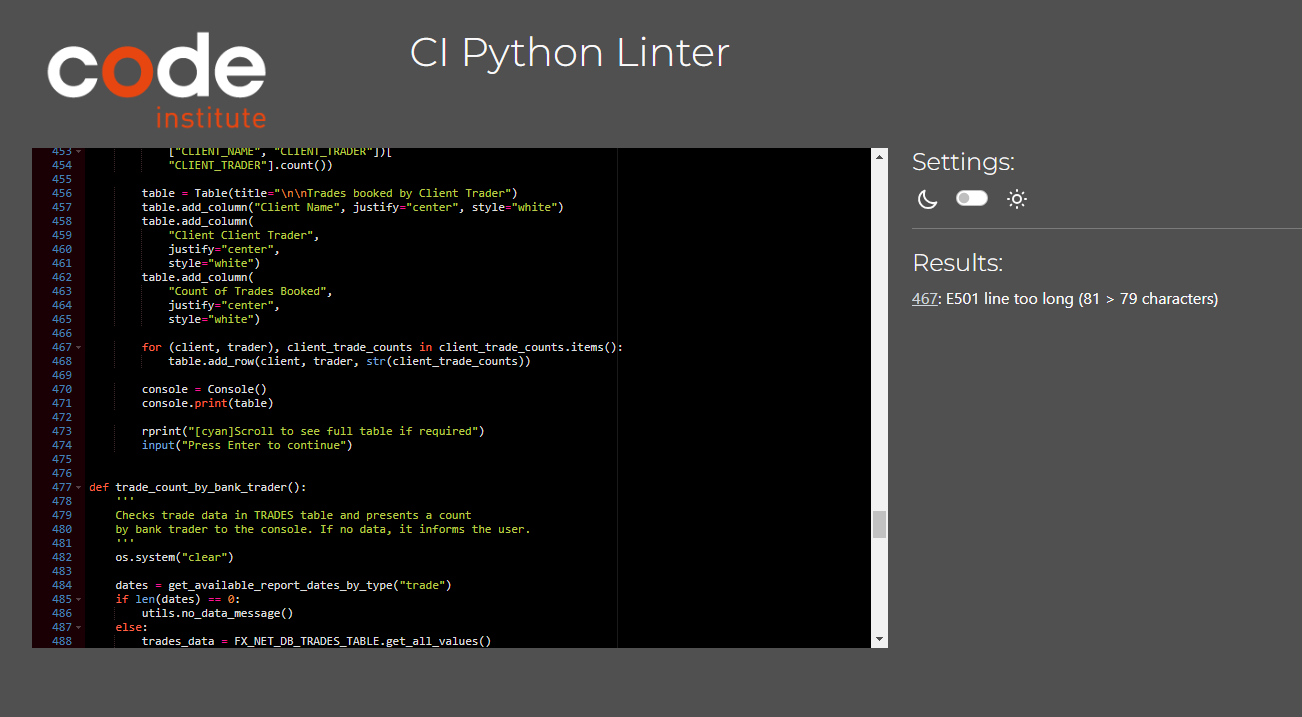 code
institute
CI Python Linter
453 ["CLIENT_NAME", "CLIENT_TRADER"])[
454 "CLIENT_TRADER"].count())
455
456 table = Table(title="\n\nTrades booked by Client Trader")
457 table.add_column("Client Name", justify="center", style="white")
458 table.add_column(
459 "Client Client Trader",
460 justify="center",
461 style="white")
462 table.add_column(
463 "Count of Trades Booked",
464 justify="center",
465 style="white")
466
467 for (client, trader), client_trade_counts in client_trade_counts.items():
468 table.add_row(client, trader, str(client_trade_counts))
469
470 console = Console()
471 console.print(table)
472
473 rprint("[cyan]Scroll to see full table if required")
474 input("Press Enter to continue")
475
476
477 def trade_count_by_bank_trader():
478 '''
479 Checks trade data in TRADES table and presents a count
480 by bank trader to the console. If no data, it informs the user.
481 '''
482 os.system("clear")
483
484 dates = get_available_report_dates_by_type("trade")
485 if len(dates) == 0:
486 utils.no_data_message()
487 else:
488 trades_data = FX_NET_DB_TRADES_TABLE.get_all_values()
Settings:
Results:
467: E501 line too long (81 > 79 characters)